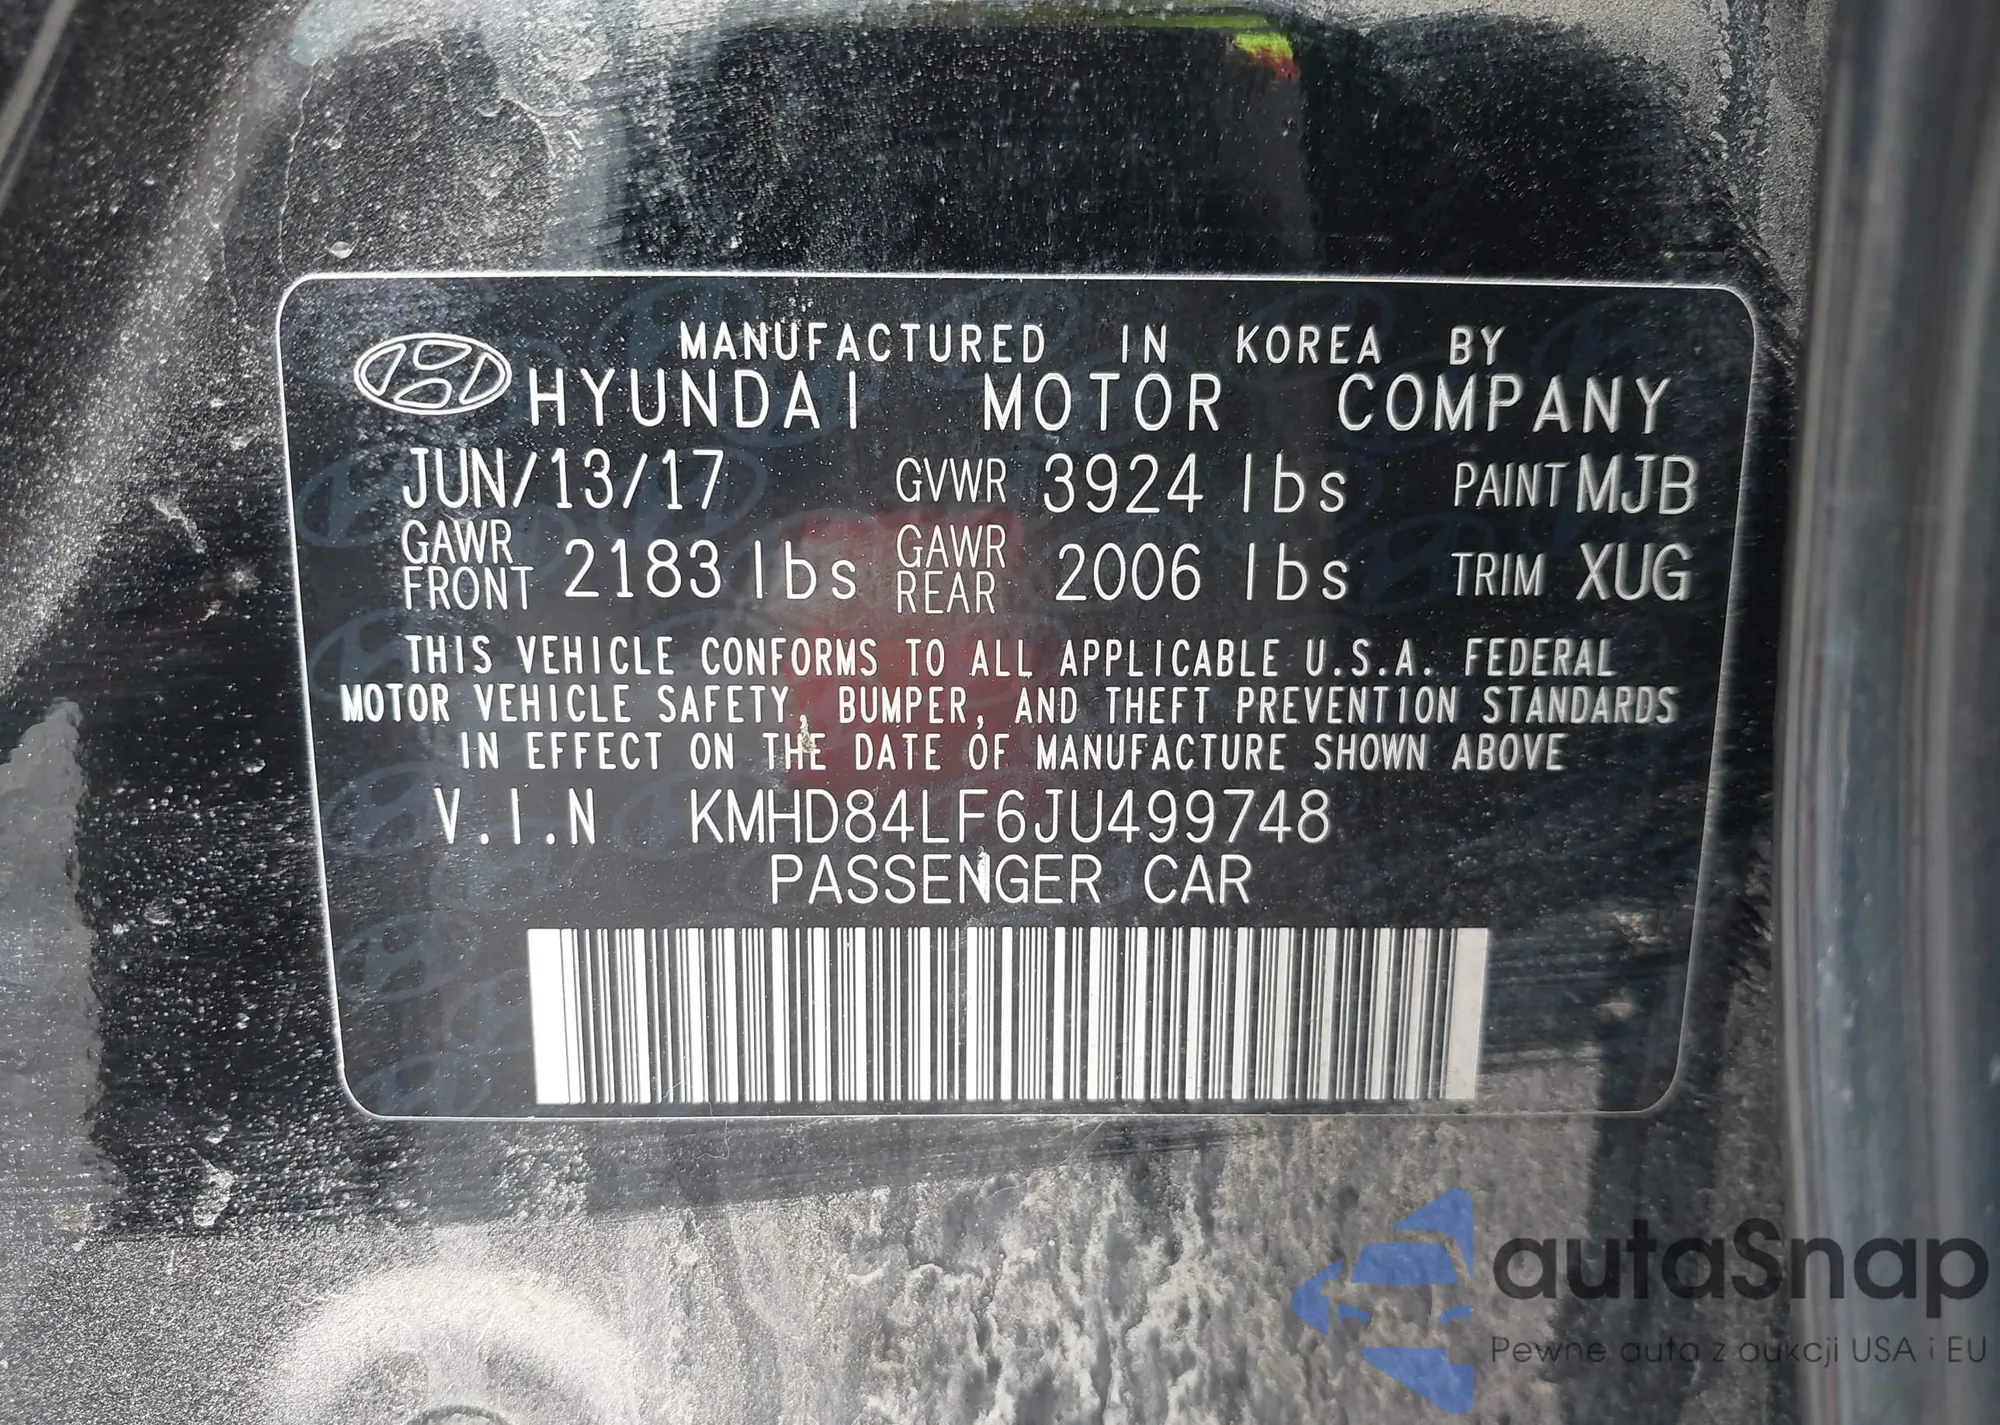 MANUFACTURED IN KOREA BY
HYUNDAI MOTOR COMPANY
JUN/13/17 GVWR 3924 lbs PAINT MJB
GAWR FRONT 2183 lbs GAWR REAR 2006 lbs TRIM XUG
THIS VEHICLE CONFORMS TO ALL APPLICABLE U.S.A. FEDERAL
MOTOR VEHICLE SAFETY, BUMPER, AND THEFT PREVENTION STANDARDS
IN EFFECT ON THE DATE OF MANUFACTURE SHOWN ABOVE
V.I.N KMHD84LF6JU499748
PASSENGER CAR
autaSnap
Pewne auta z aukcji USA i EU